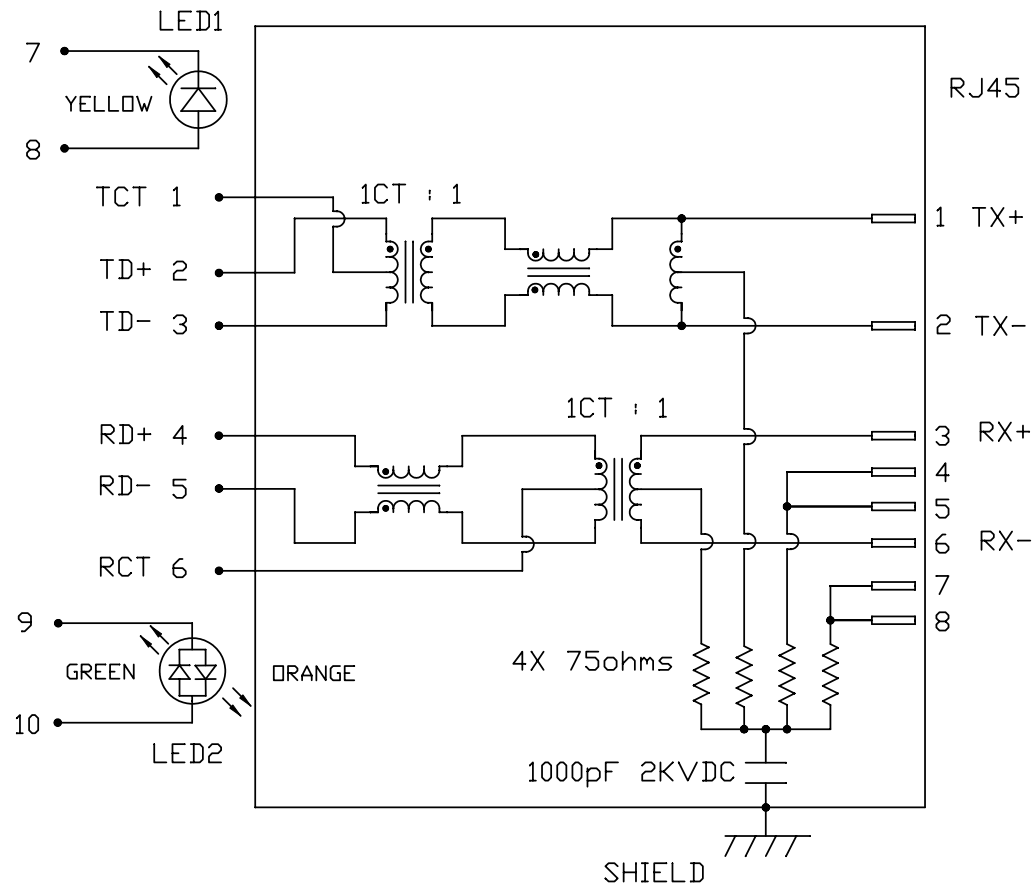 LED1
7
YELLOW
8
RJ45
TCT 1
1CT : 1
1 TX+
TD+ 2
TD- 3
2 TX-
1CT : 1
RD+ 4
3 RX+
4
RD- 5
5
6 RX-
RCT 6
7
8
9
GREEN
ORANGE
4X 75ohms
10
LED2
1000pF 2KVDC
SHIELD